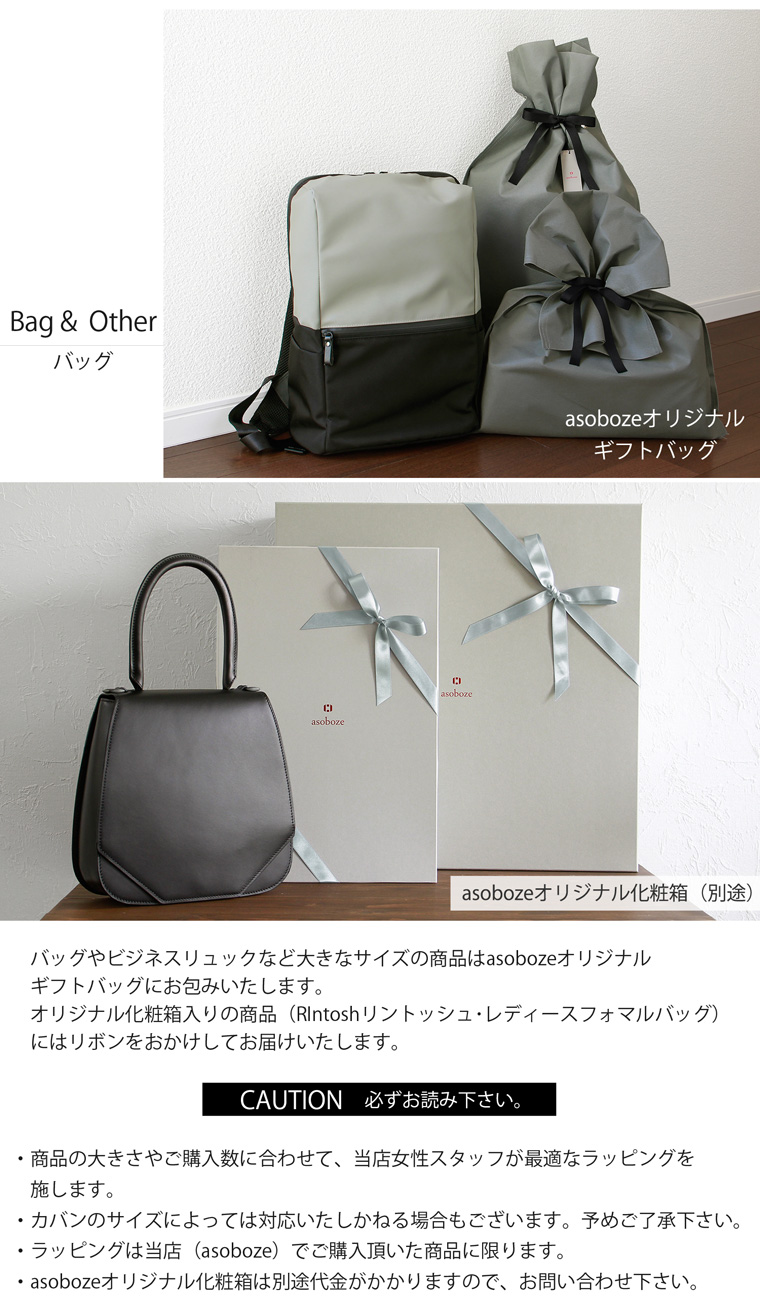 Bag & Other
バッグ
asoboze
asobozeオリジナル
ギフトバッグ
asoboze
asoboze
asobozeオリジナル化粧箱（別途）
バッグやビジネスリュックなど大きなサイズの商品はasobozeオリジナル
ギフトバッグにお包みいたします。
オリジナル化粧箱入りの商品（RIntoshリントッシュ・レディースフォマルバッグ）
にはリボンをおかけしてお届けいたします。
CAUTION 必ずお読み下さい。
・商品の大きさやご購入数に合わせて、当店女性スタッフが最適なラッピングを
施します。
・カバンのサイズによっては対応いたしかねる場合もございます。予めご了承下さい。
・ラッピングは当店（asoboze）でご購入頂いた商品に限ります。
・asobozeオリジナル化粧箱は別途代金がかかりますので、お問い合わせ下さい。